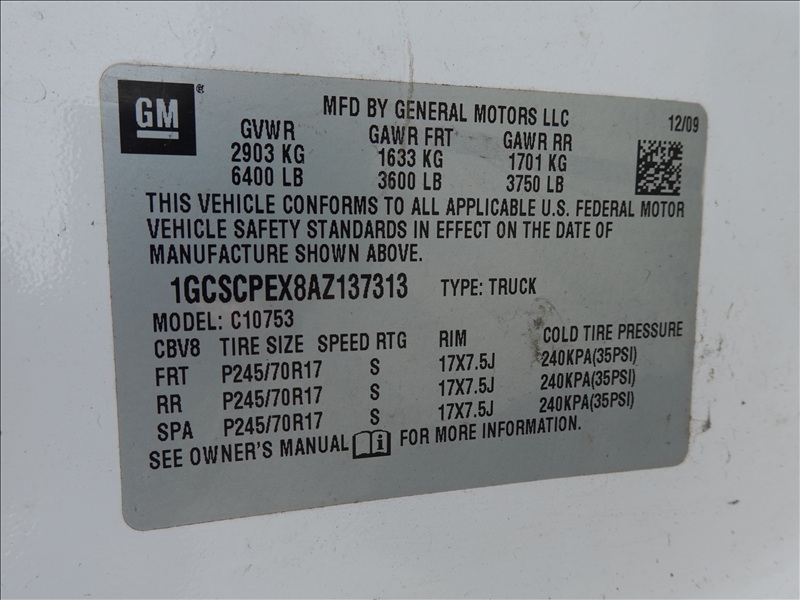 GM®
MFD BY GENERAL MOTORS LLC
12/09
GVWR GAWR FRT GAWR RR
2903 KG 1633 KG 1701 KG
6400 LB 3600 LB 3750 LB
THIS VEHICLE CONFORMS TO ALL APPLICABLE U.S. FEDERAL MOTOR
VEHICLE SAFETY STANDARDS IN EFFECT ON THE DATE OF
MANUFACTURE SHOWN ABOVE.
1GCSCPEX8AZ137313 TYPE: TRUCK
MODEL: C10753
CBV8 TIRE SIZE SPEED RTG RIM COLD TIRE PRESSURE
FRT P245/70R17 S 17X7.5J 240KPA(35PSI)
RR P245/70R17 S 17X7.5J 240KPA(35PSI)
SPA P245/70R17 S 17X7.5J 240KPA(35PSI)
SEE OWNER'S MANUAL i FOR MORE INFORMATION.